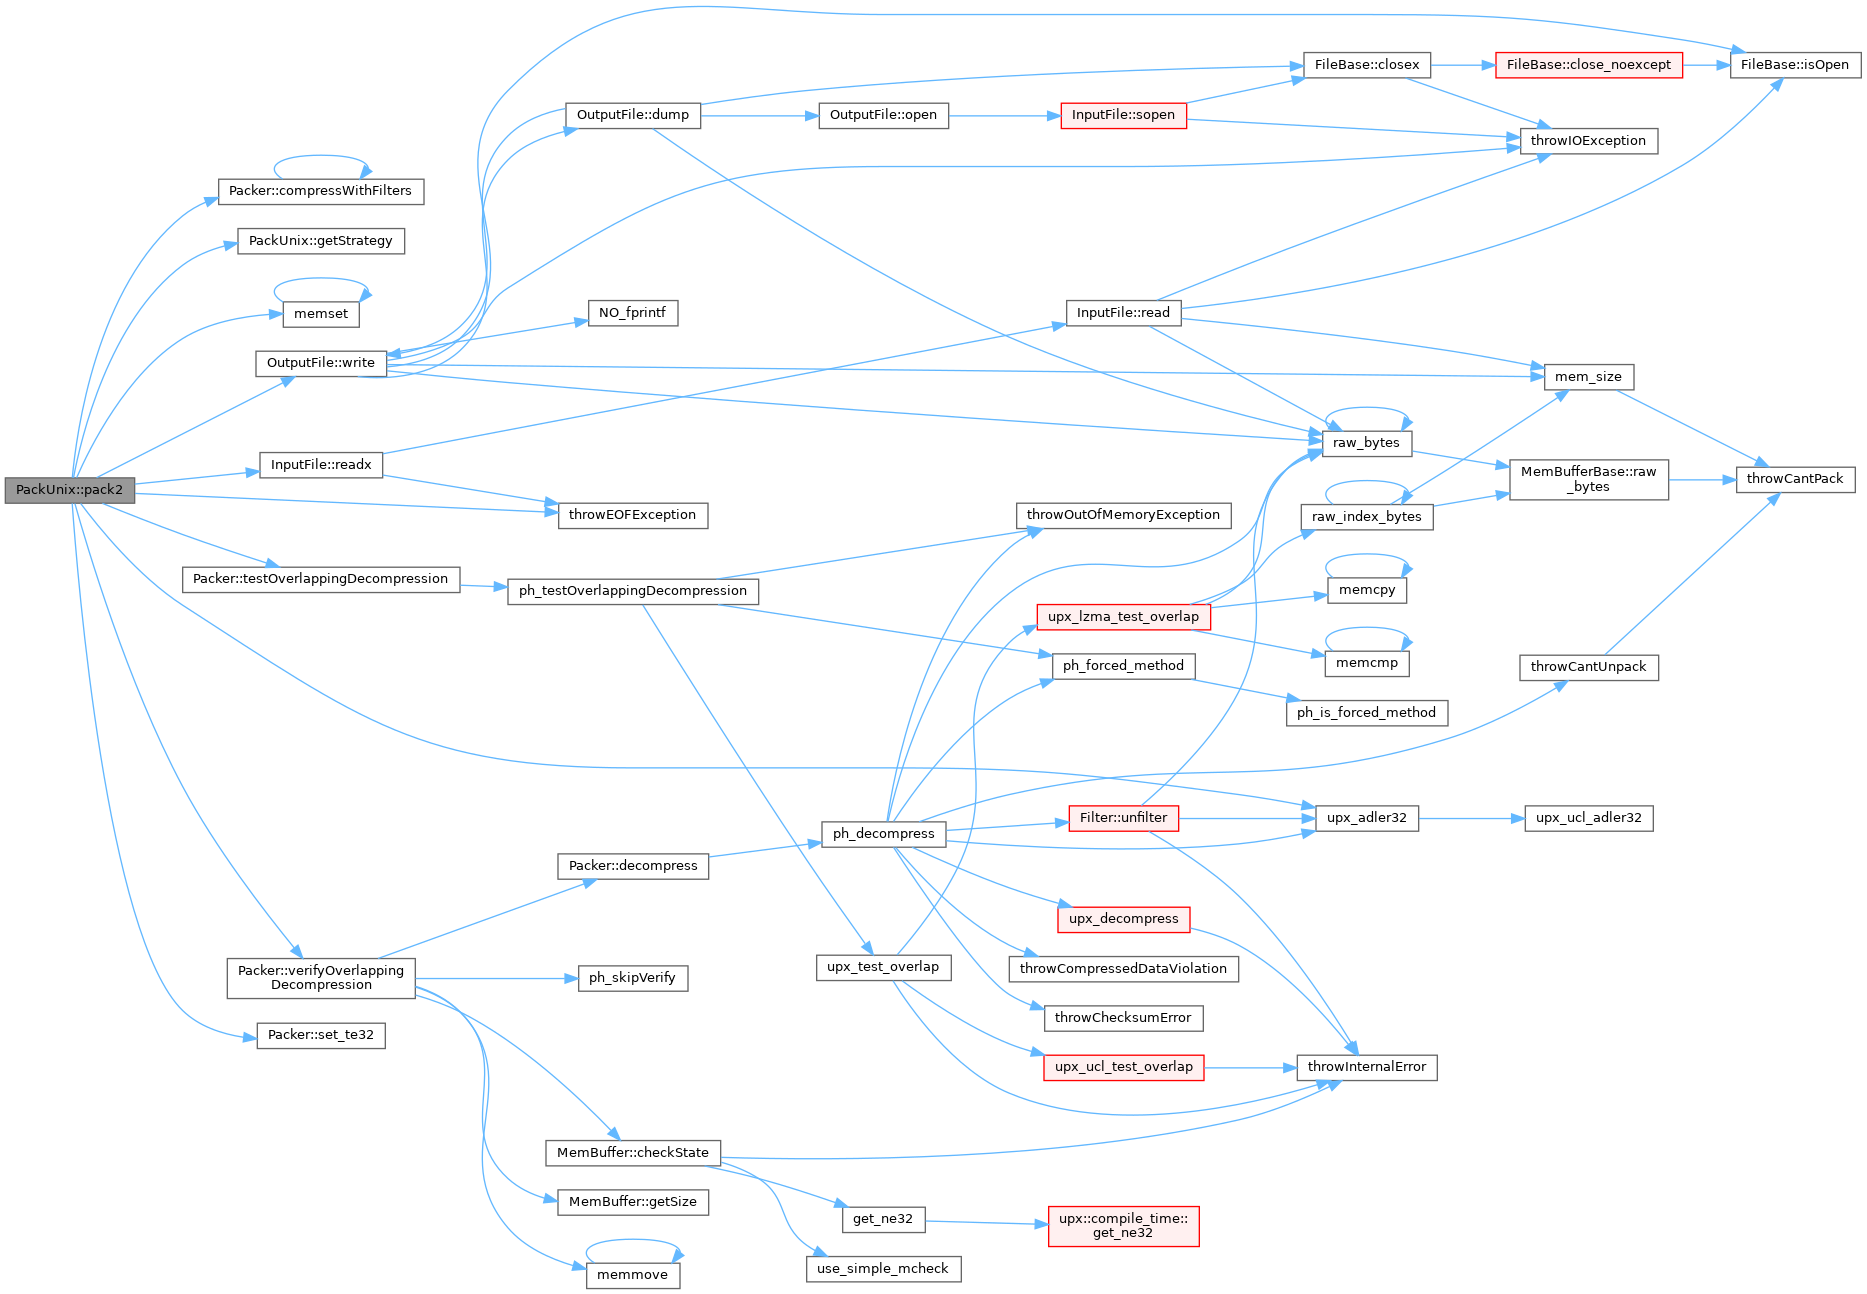 PackUnix::pack2
Packer::compressWithFilters
PackUnix::getStrategy
memset
OutputFile::write
InputFile::readx
Packer::testOverlappingDecompression
Packer::verifyOverlapping
Decompression
Packer::set_te32
OutputFile::dump
NO_fprintf
throwEOFException
ph_testOverlappingDecompression
Packer::decompress
ph_skipVerify
MemBuffer::checkState
MemBuffer::getSize
memmove
OutputFile::open
ph_decompress
upx_test_overlap
get_ne32
use_simple_mcheck
InputFile::sopen
InputFile::read
throwOutOfMemoryException
upx_lzma_test_overlap
ph_forced_method
Filter::unfilter
upx_decompress
throwCompressedDataViolation
throwChecksumError
upx_ucl_test_overlap
upx::compile_time::
get_ne32
FileBase::closex
raw_bytes
raw_index_bytes
memcpy
memcmp
ph_is_forced_method
upx_adler32
throwInternalError
FileBase::close_noexcept
throwIOException
mem_size
MemBufferBase::raw
_bytes
throwCantUnpack
upx_ucl_adler32
FileBase::isOpen
throwCantPack